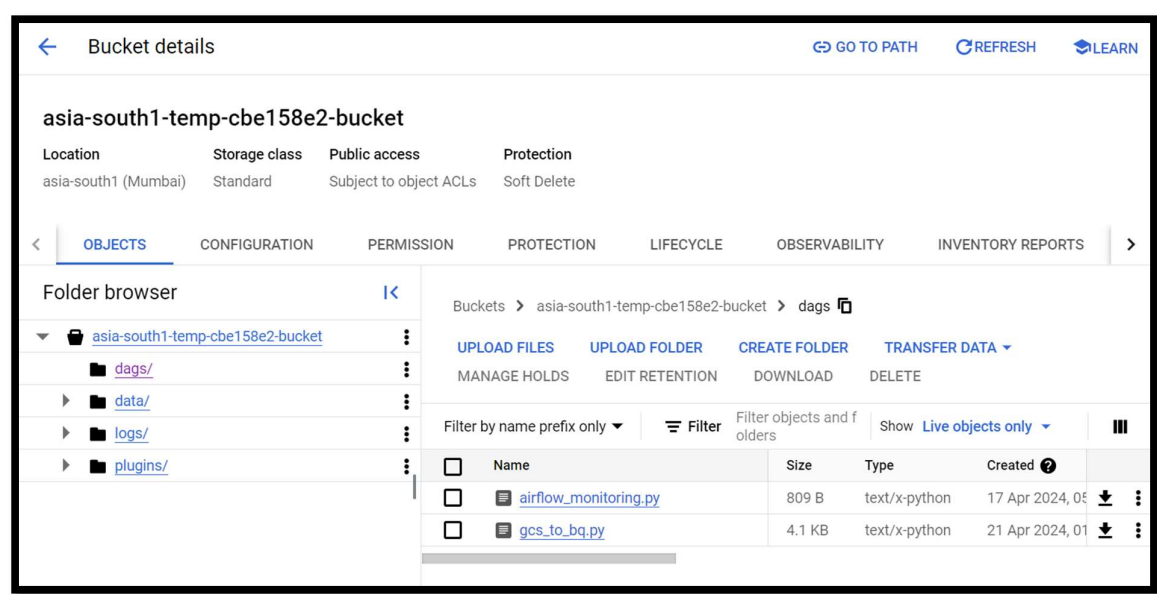 Bucket details
GO TO PATH REFRESH LEARN
asia-south1-temp-cbe158e2-bucket
Location Storage class Public access Protection
asia-south1 (Mumbai) Standard Subject to object ACLs Soft Delete
OBJECTS CONFIGURATION PERMISSION PROTECTION LIFECYCLE OBSERVABILITY INVENTORY REPORTS
Folder browser
asia-south1-temp-cbe158e2-bucket
dags/
data/
logs/
plugins/
Buckets > asia-south1-temp-cbe158e2-bucket > dags
UPLOAD FILES UPLOAD FOLDER CREATE FOLDER TRANSFER DATA
MANAGE HOLDS EDIT RETENTION DOWNLOAD DELETE
Filter by name prefix only Filter Filter objects and f
olders Show Live objects only
Name Size Type Created
airflow_monitoring.py 809 B text/x-python 17 Apr 2024, 05
gcs_to_bq.py 4.1 KB text/x-python 21 Apr 2024, 01